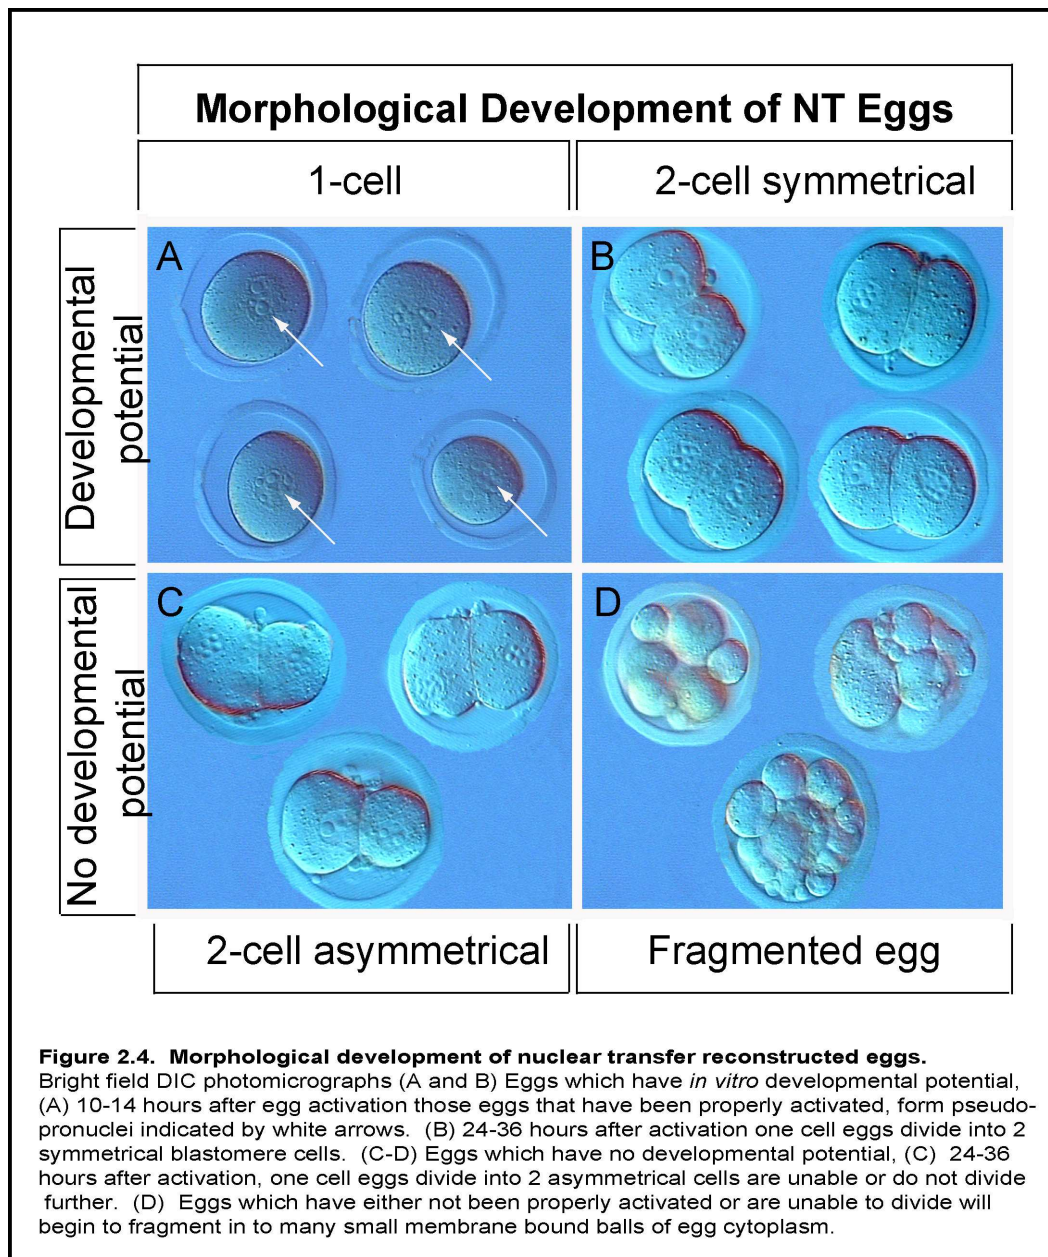 Morphological Development of NT Eggs
1-cell
2-cell symmetrical
Developmental
potential
A
B
No developmental
potential
C
D
2-cell asymmetrical
Fragmented egg
Figure 2.4. Morphological development of nuclear transfer reconstructed eggs.
Bright field DIC photomicrographs (A and B) Eggs which have in vitro developmental potential,
(A) 10-14 hours after egg activation those eggs that have been properly activated, form pseudo-
pronuclei indicated by white arrows. (B) 24-36 hours after activation one cell eggs divide into 2
symmetrical blastomere cells. (C-D) Eggs which have no developmental potential, (C) 24-36
hours after activation, one cell eggs divide into 2 asymmetrical cells are unable or do not divide
further. (D) Eggs which have either not been properly activated or are unable to divide will
begin to fragment in to many small membrane bound balls of egg cytoplasm.